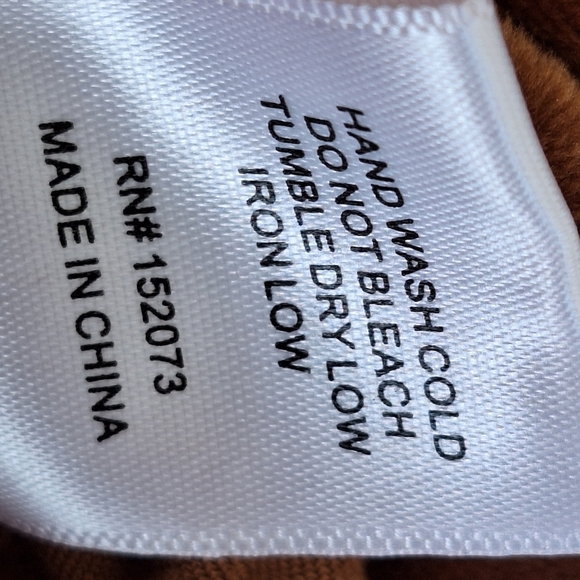 HAND WASH COLD
DO NOT BLEACH
TUMBLE DRY LOW
IRON LOW
RN# 152073
MADE IN CHINA